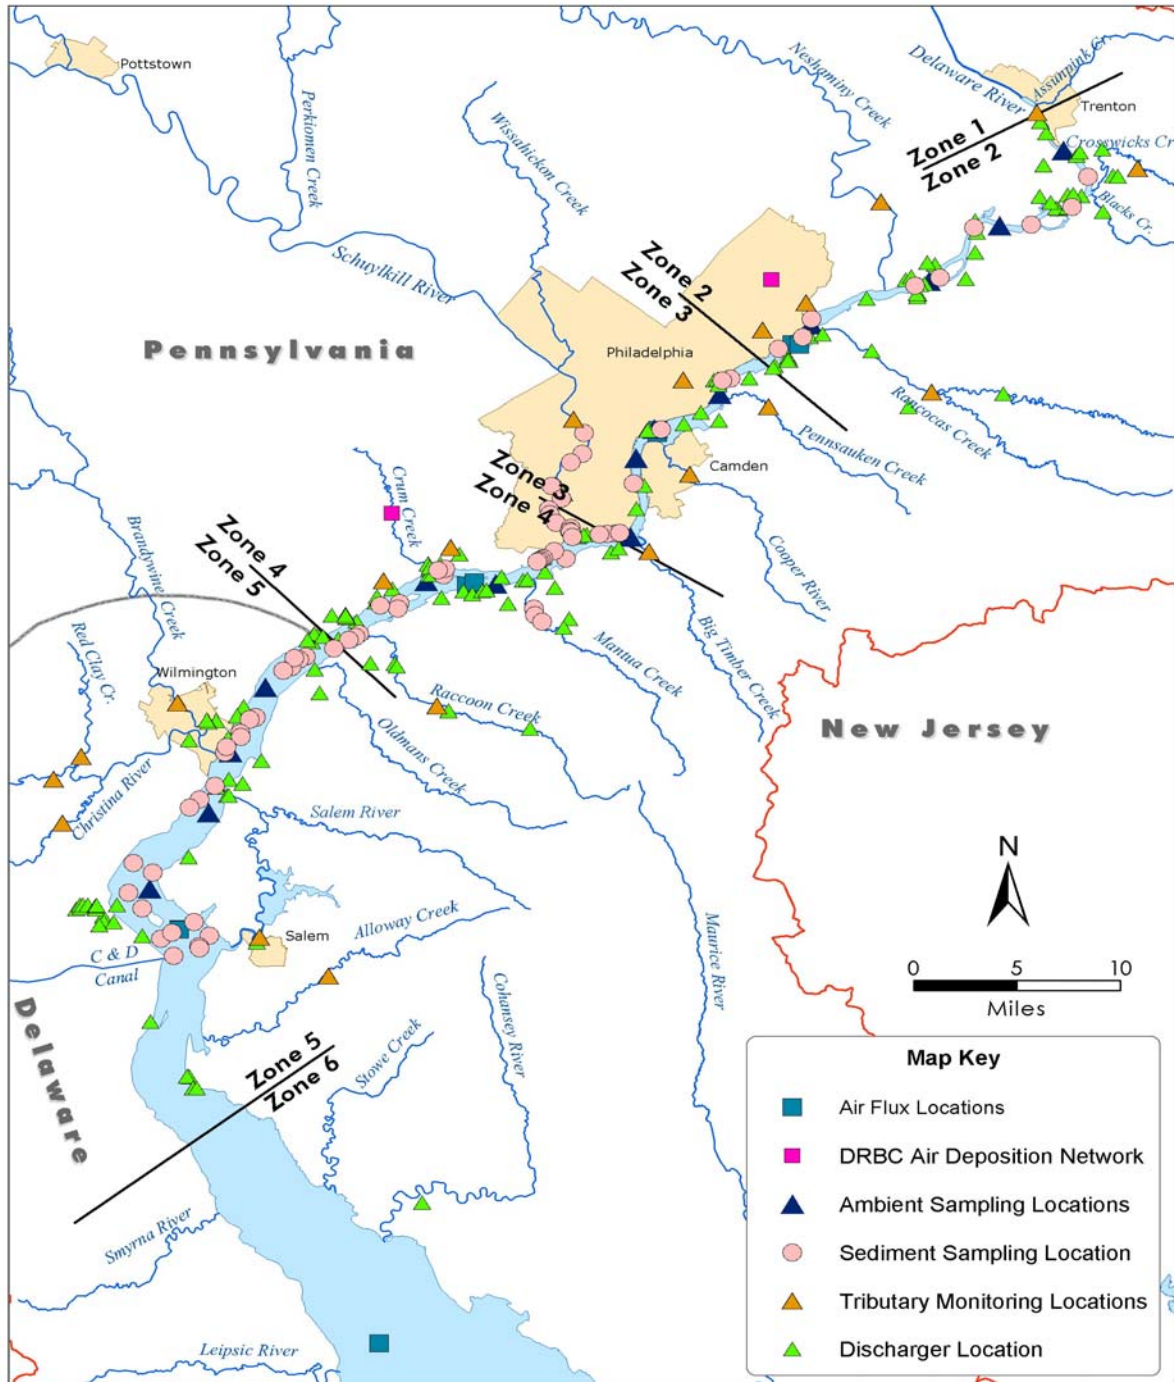 Pottstown
Perkiomen Creek
Wissahickon Creek
Neshaminy Creek
Delaware River
Assunpink Cr.
Trenton
Zone 1
Zone 2
Crosswicks Cr
Blacks Cr.
Schuylkill River
Zone 2
Zone 3
Pennsylvania
Philadelphia
Rancocas Creek
Pennsauken Creek
Camden
Zone 3
Zone 4
Crum Creek
Cooper River
Brandywine Creek
Zone 4
Zone 5
Red Clay Cr.
Wilmington
Big Timber Creek
Mantua Creek
Raccoon Creek
Oldmans Creek
New Jersey
Christina River
Salem River
Alloway Creek
Salem
C & D
Canal
Maurice River
Cohansey River
Stowe Creek
Delaware
Zone 5
Zone 6
Smyrna River
Leipsic River
N
0 5 10
Miles
Map Key
Air Flux Locations
DRBC Air Deposition Network
Ambient Sampling Locations
Sediment Sampling Location
Tributary Monitoring Locations
Discharger Location